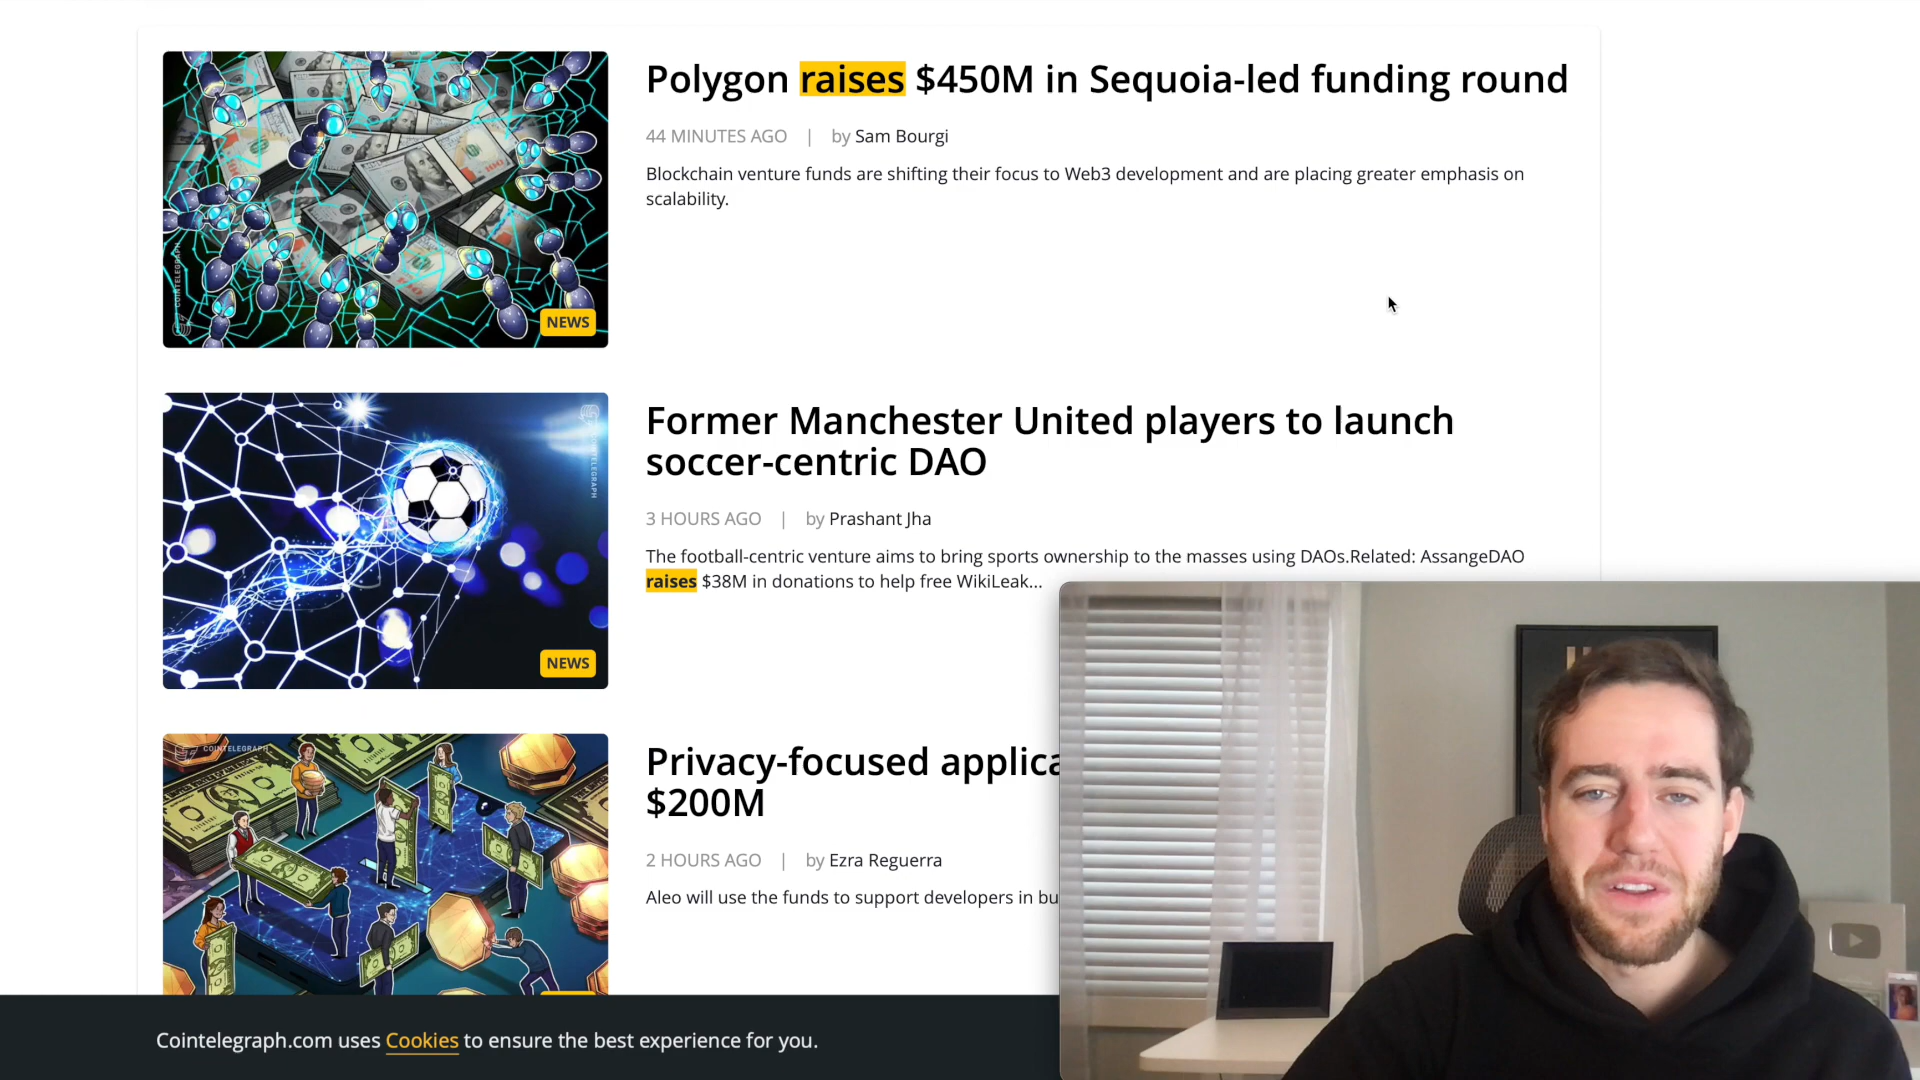 Polygon raises $450M in Sequoia-led funding round
44 MINUTES AGO | by Sam Bourgi
Blockchain venture funds are shifting their focus to Web3 development and are placing greater emphasis on
scalability.
COINTELEGRAPH
NEWS
Former Manchester United players to launch
soccer-centric DAO
3 HOURS AGO | by Prashant Jha
The football-centric venture aims to bring sports ownership to the masses using DAOs.Related: AssangeDAO
raises $38M in donations to help free WikiLeak...
COINTELEGRAPH
NEWS
Privacy-focused applica
$200M
2 HOURS AGO | by Ezra Reguerra
Aleo will use the funds to support developers in bu
COINTELEGRAPH
Cointelegraph.com uses Cookies to ensure the best experience for you.